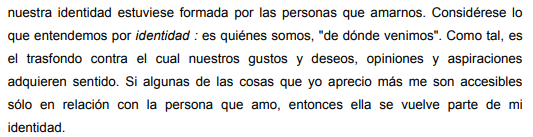 nuestra identidad estuviese formada por las personas que amarnos. Considérese lo
que entendemos por identidad : es quiénes somos, "de dónde venimos". Como tal, es
el trasfondo contra el cual nuestros gustos y deseos, opiniones y aspiraciones
adquieren sentido. Si algunas de las cosas que yo aprecio más me son accesibles
sólo en relación con la persona que amo, entonces ella se vuelve parte de mi
identidad.